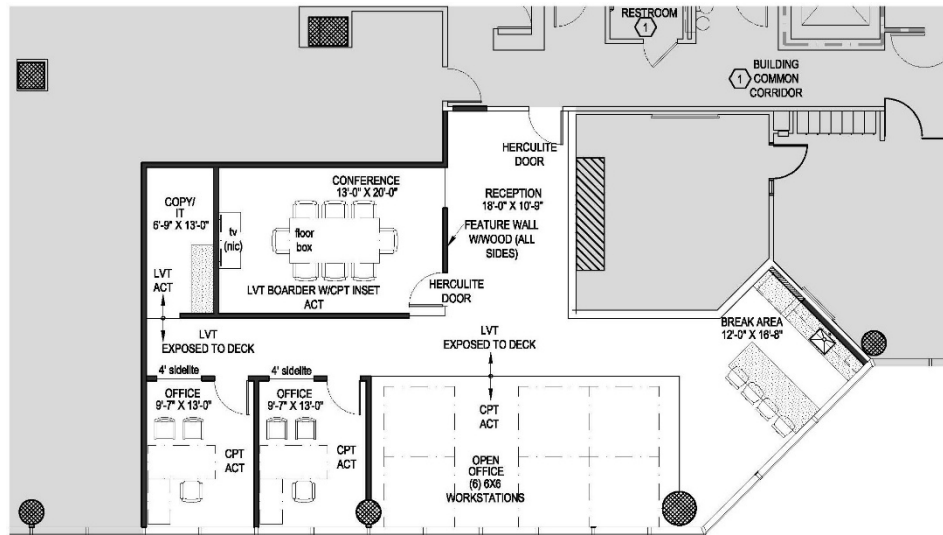 RESTROOM
1
1
BUILDING
COMMON
CORRIDOR
HERCULITE
DOOR
CONFERENCE
13'-0" X 20'-0"
RECEPTION
18'-0" X 10'-9"
COPY/
IT
6'-9" X 13'-0"
tv
(nic)
floor
box
FEATURE WALL
W/WOOD (ALL
SIDES)
LVT
ACT
LVT BOARDER W/CPT INSET
ACT
HERCULITE
DOOR
LVT
EXPOSED TO DECK
LVT
EXPOSED TO DECK
BREAK AREA
12'-0" X 16'-8"
4' sidelite
4' sidelite
OFFICE
9'-7" X 13'-0"
OFFICE
9'-7" X 13'-0"
CPT
ACT
CPT
ACT
CPT
ACT
OPEN
OFFICE
(6) 6X6
WORKSTATIONS